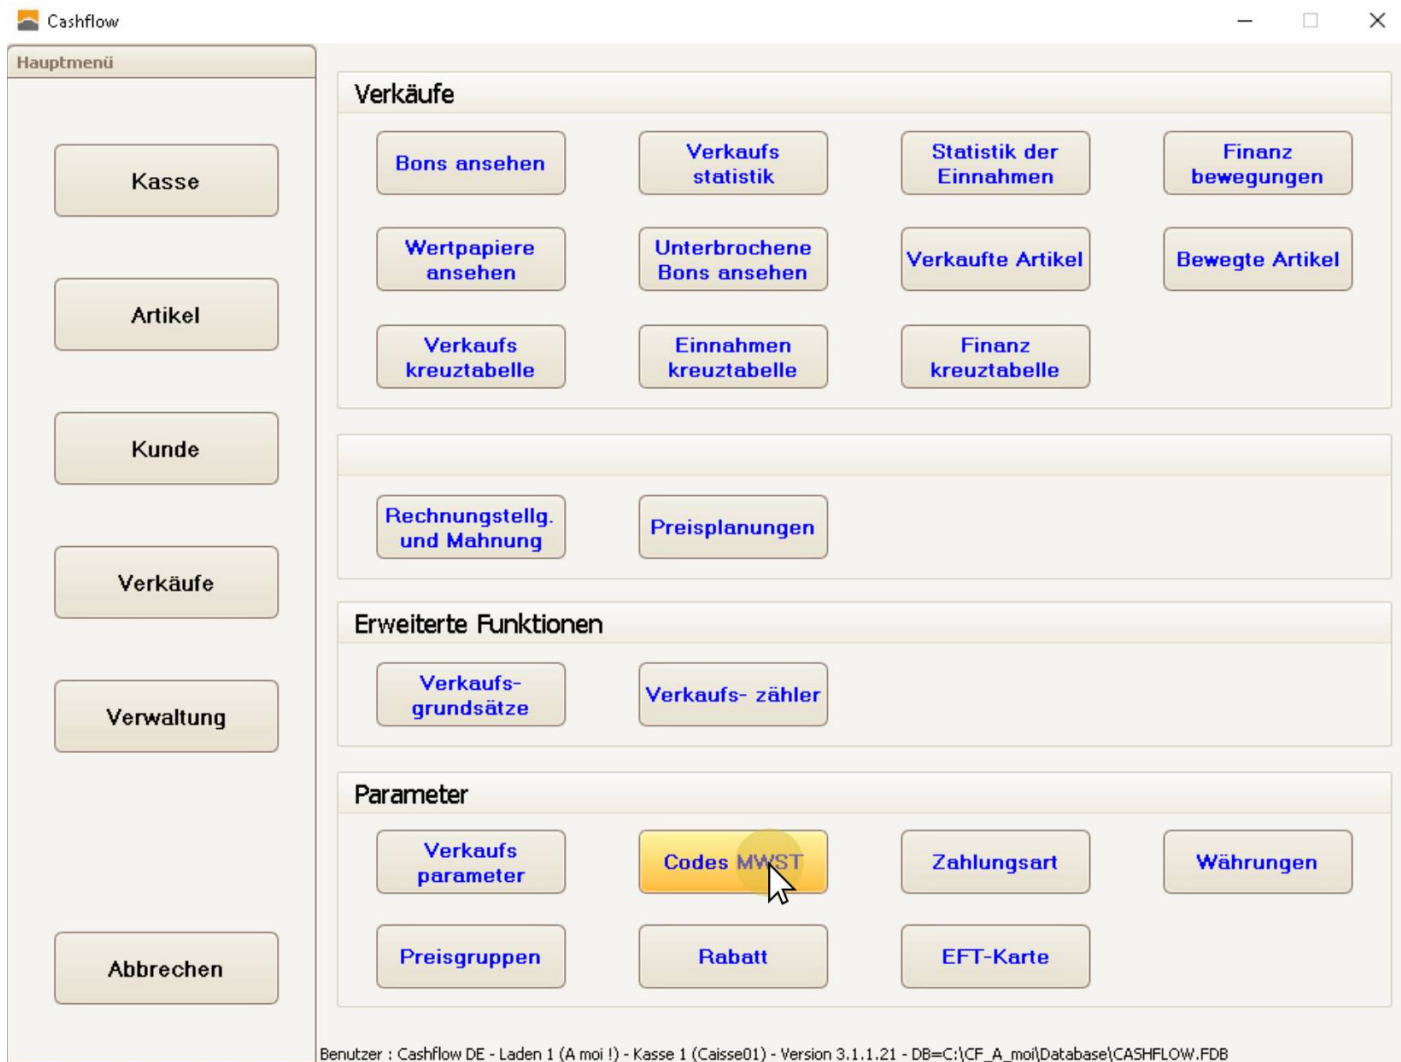 Cashflow
Hauptmenü
Kasse
Artikel
Kunde
Verkäufe
Verwaltung
Abbrechen
Verkäufe
Bons ansehen
Verkaufs
statistik
Statistik der
Einnahmen
Finanz
bewegungen
Wertpapiere
ansehen
Unterbrochene
Bons ansehen
Verkaufte Artikel
Bewegte Artikel
Verkaufs
kreuztabelle
Einnahmen
kreuztabelle
Finanz
kreuztabelle
Rechnungstellg.
und Mahnung
Preisplanungen
Erweiterte Funktionen
Verkaufs-
grundsätze
Verkaufs- zähler
Parameter
Verkaufs
parameter
Codes MWST
Zahlungsart
Währungen
Preisgruppen
Rabatt
EFT-Karte
Benutzer : Cashflow DE - Laden 1 (A moi !) - Kasse 1 (Caisse01) - Version 3.1.1.21 - DB=C:\CF_A_moi\Database\CASHFLOW.FDB